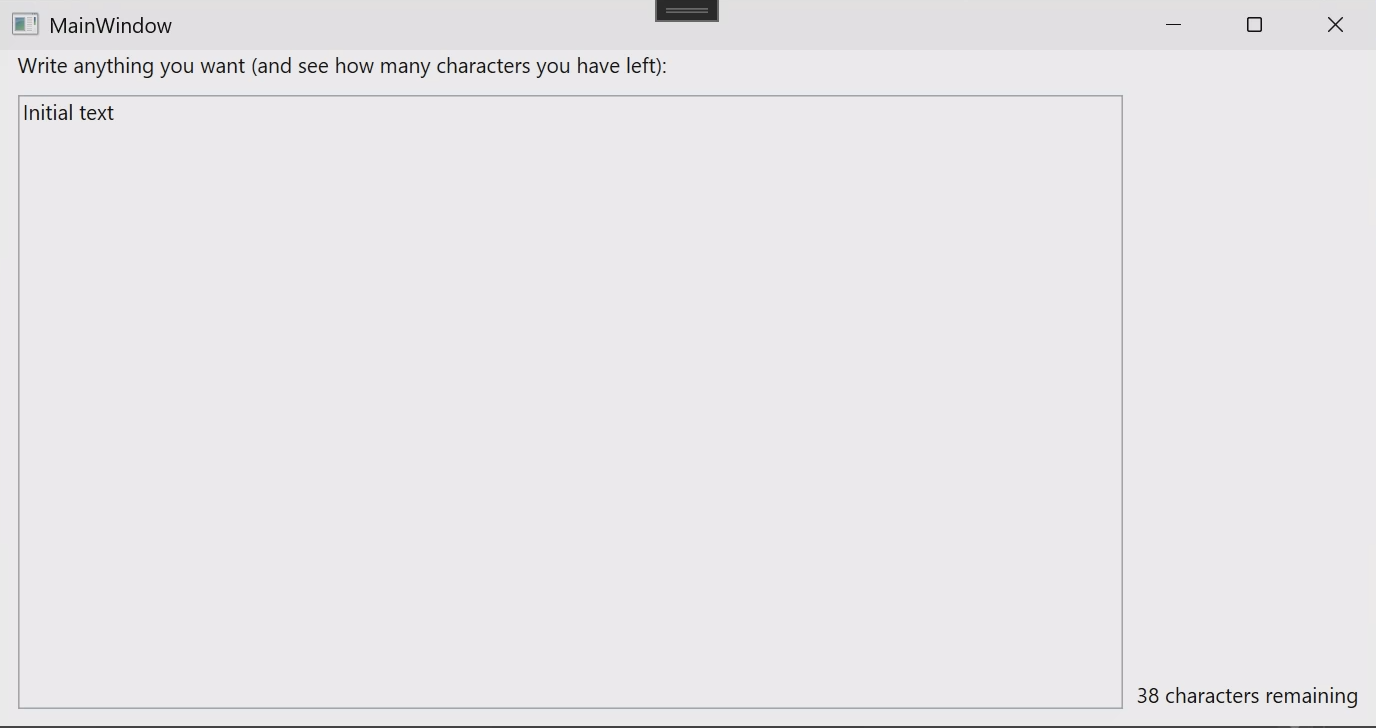 MainWindow
Write anything you want (and see how many characters you have left):
Initial text
38 characters remaining